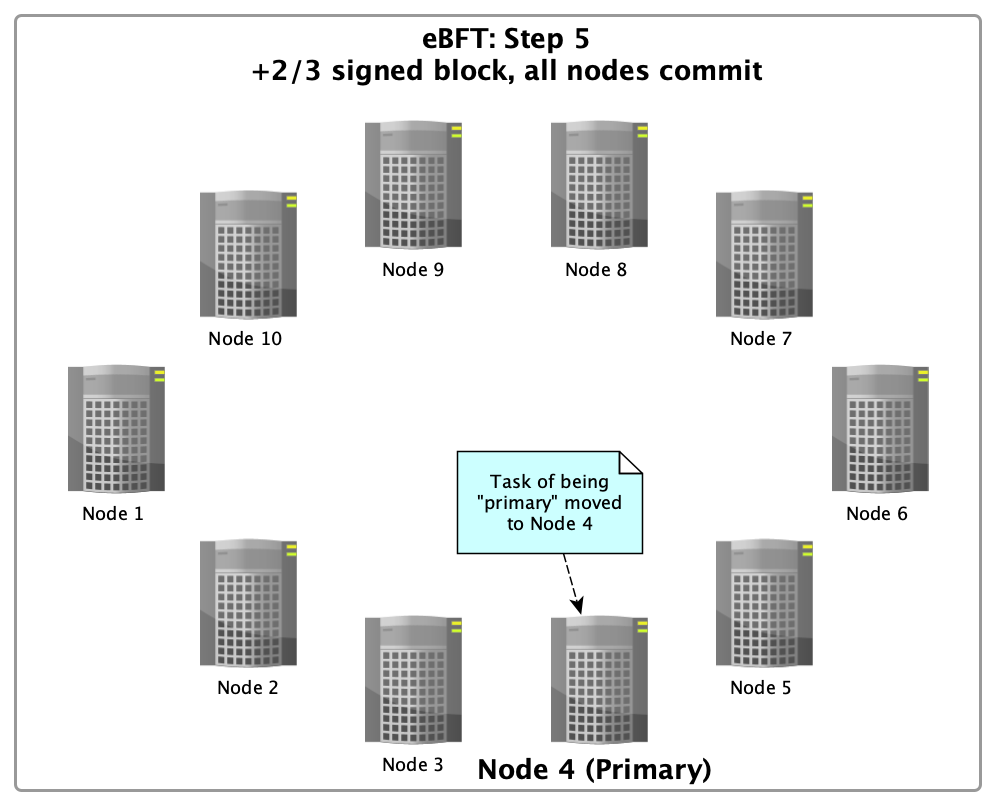 eBFT: Step 5
+2/3 signed block, all nodes commit
Node 9
Node 8
Node 10
Node 7
Node 1
Node 6
Task of being
"primary" moved
to Node 4
Node 2
Node 5
Node 3
Node 4 (Primary)